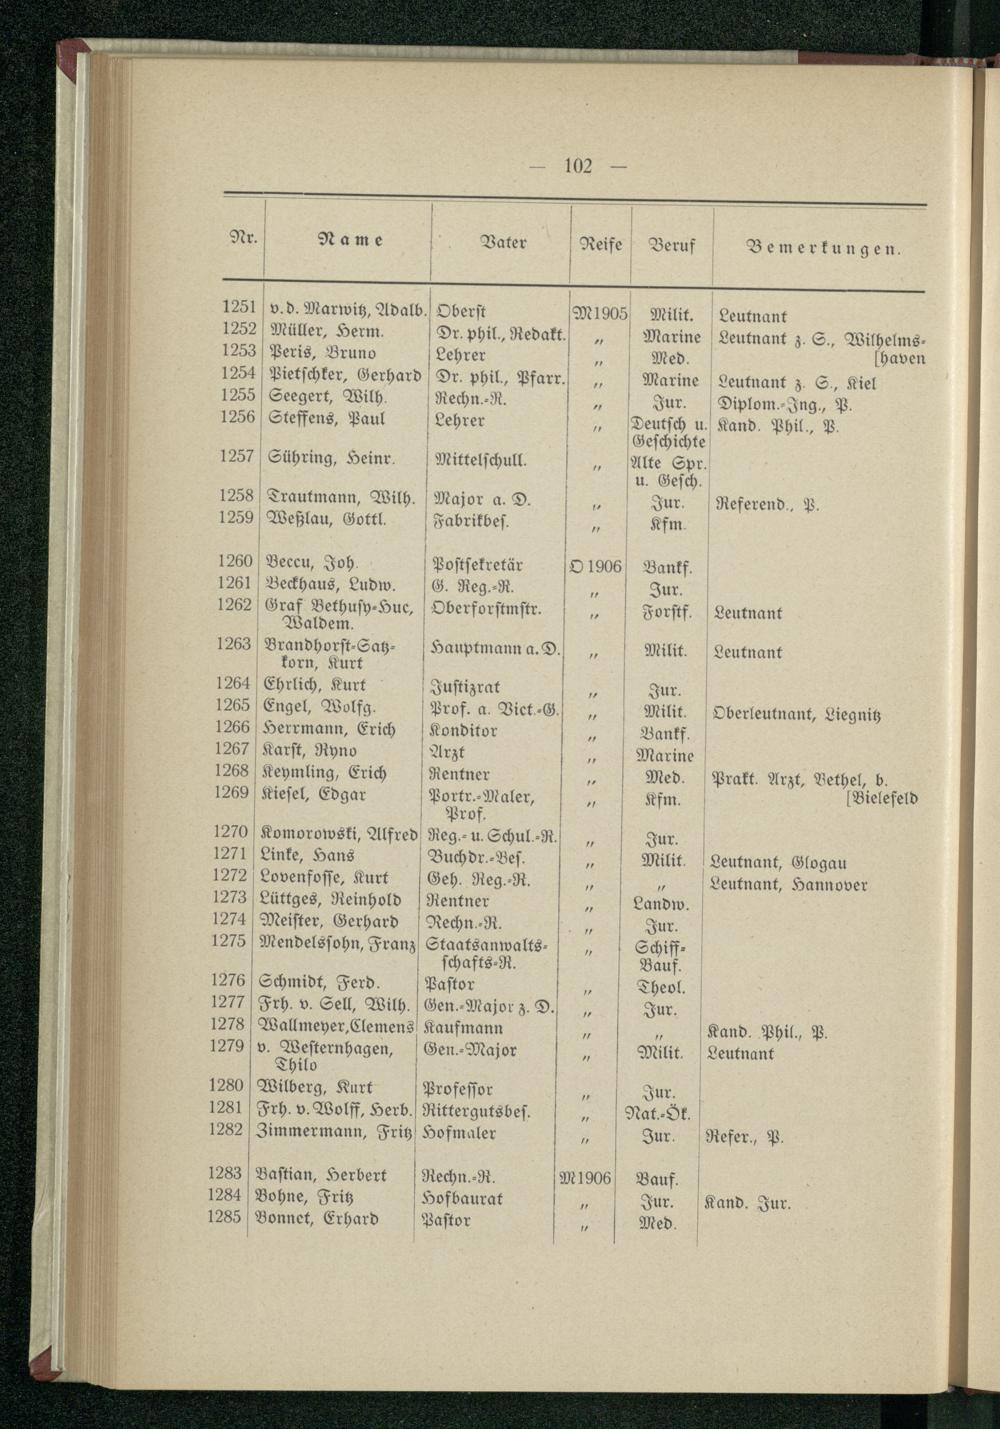 — 102 —
Nr. Name Vater Reife Beruf Bemerkungen.
1251 v. d. Marwitz, Adalb. Oberst M1905 Milit. Leutnant
1252 Müller, Herm. Dr. phil., Redakt. „ Marine Leutnant z. S., Wilhelms-
1253 Peris, Bruno Lehrer „ Med. [haven
1254 Pietschker, Gerhard Dr. phil., Pfarr. „ Marine Leutnant z. S., Kiel
1255 Seegert, Wilh. Rechn.-R. „ Jur. Diplom.-Ing., P.
1256 Steffens, Paul Lehrer „ Deutsch u. Kand. Phil., P.
Geschichte
1257 Sühring, Heinr. Mittelschull. „ Alte Spr.
u. Gesch.
1258 Trautmann, Wilh. Major a. D. „ Jur. Referend., P.
1259 Weßlau, Gottl. Fabrikbes. „ Kfm.
1260 Beccu, Joh. Postsekretär O 1906 Bankf.
1261 Beckhaus, Ludw. G. Reg.-R. „ Jur.
1262 Graf Bethusy-Huc, Oberforstmstr. „ Forstf. Leutnant
Waldem.
1263 Brandhorst-Satz- Hauptmann a. D. „ Milit. Leutnant
korn, Kurt
1264 Ehrlich, Kurt Justizrat „ Jur.
1265 Engel, Wolfg. Prof. a. Vict.-G. „ Milit. Oberleutnant, Liegnitz
1266 Herrmann, Erich Konditor „ Bankf.
1267 Karst, Ryno Arzt „ Marine
1268 Keymling, Erich Rentner „ Med. Prakt. Arzt, Bethel, b.
1269 Kiesel, Edgar Portr.-Maler, „ Kfm. [Bielefeld
Prof.
1270 Komorowski, Alfred Reg.- u. Schul.-R. „ Jur.
1271 Linke, Hans Buchdr.-Bes. „ Milit. Leutnant, Glogau
1272 Lovenfosse, Kurt Geh. Reg.-R. „ „ Leutnant, Hannover
1273 Lüttges, Reinhold Rentner „ Landw.
1274 Meister, Gerhard Rechn.-R. „ Jur.
1275 Mendelssohn, Franz Staatsanwalts- „ Schiff-
schafts-R. Bauf.
1276 Schmidt, Ferd. Pastor „ Theol.
1277 Frh. v. Sell, Wilh. Gen.-Major z. D. „ Jur.
1278 Wallmeyer, Clemens Kaufmann „ „ Kand. Phil., P.
1279 v. Westernhagen, Gen.-Major „ Milit. Leutnant
Thilo
1280 Wilberg, Kurt Professor „ Jur.
1281 Frh. v. Wolff, Herb. Rittergutsbes. „ Nat.-Ök.
1282 Zimmermann, Fritz Hofmaler „ Jur. Refer., P.
1283 Bastian, Herbert Rechn.-R. M1906 Bauf.
1284 Bohne, Fritz Hofbaurat „ Jur. Kand. Jur.
1285 Bonnet, Erhard Pastor „ Med.